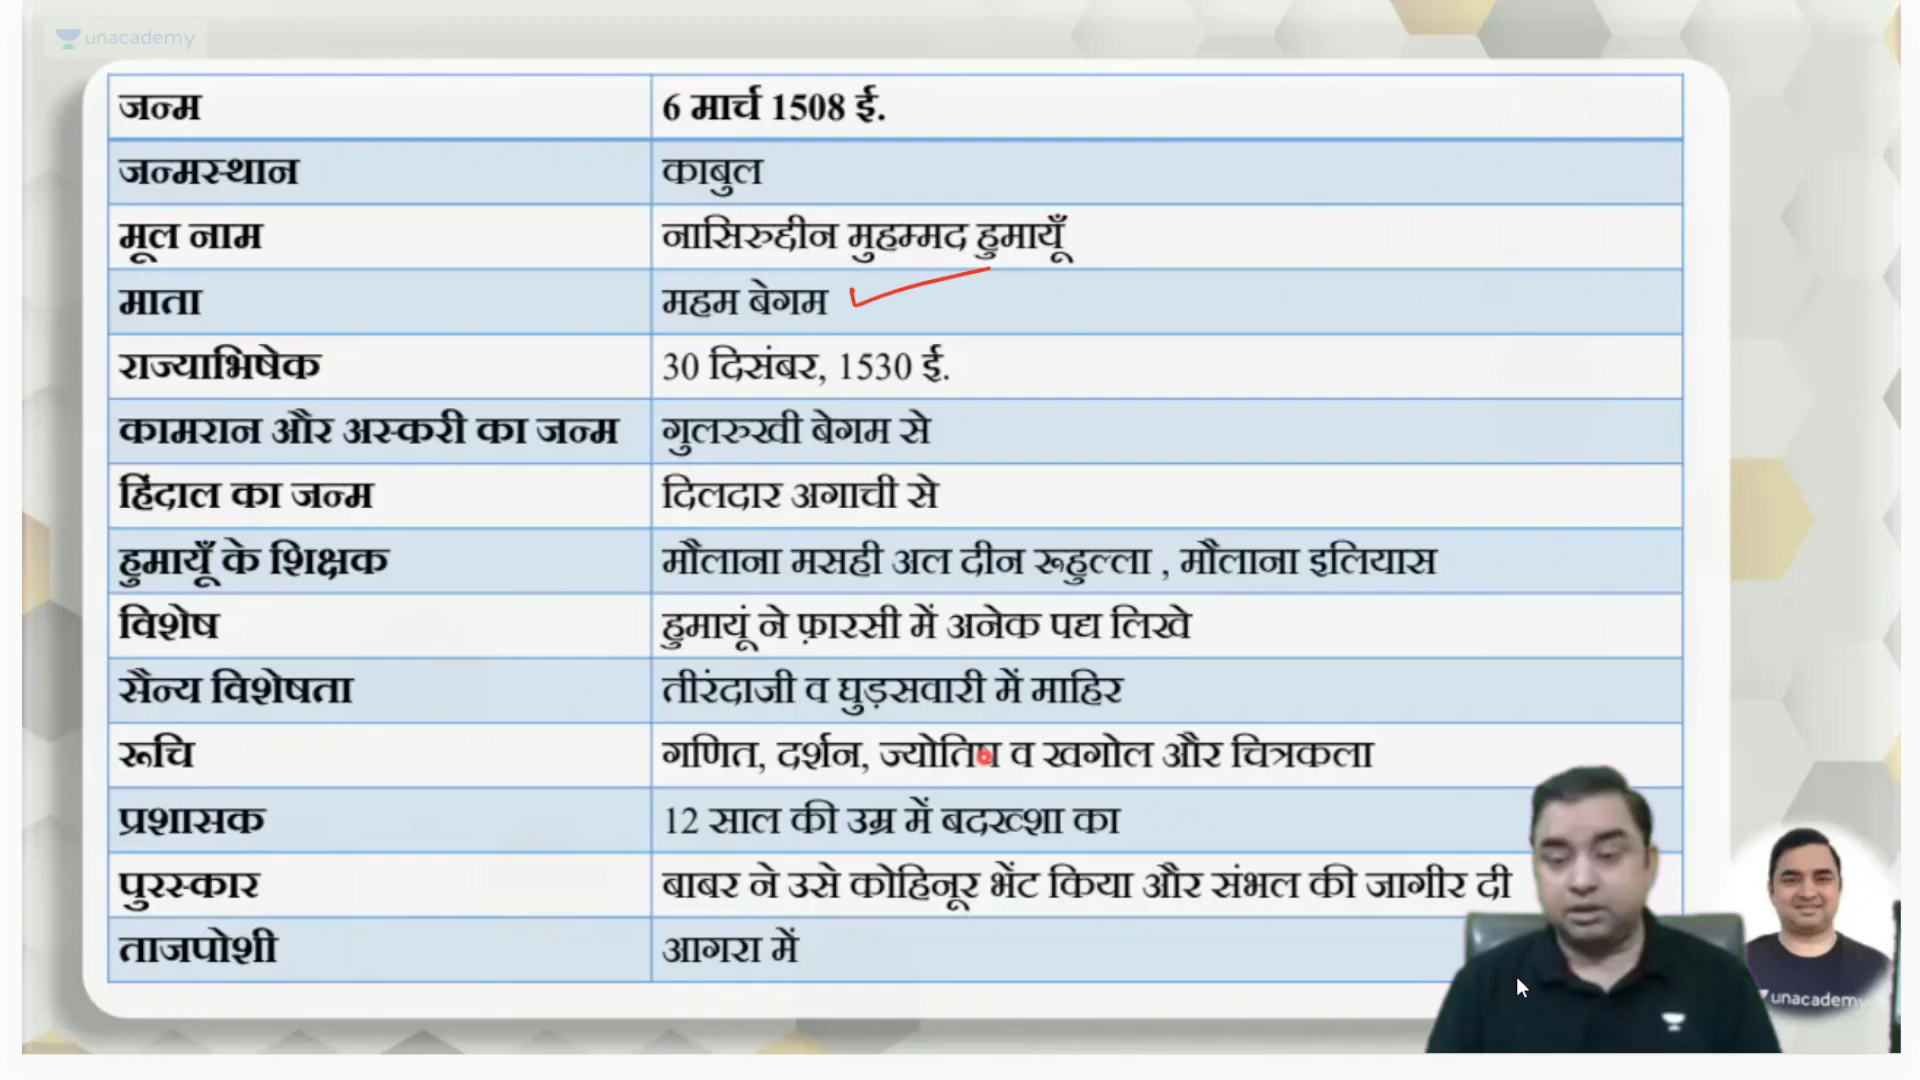 unacademy
जन्म 6 मार्च 1508 ई.
जन्मस्थान काबुल
मूल नाम नासिरुद्दीन मुहम्मद हुमायूँ
माता महम बेगम
राज्याभिषेक 30 दिसंबर, 1530 ई.
कामरान और अस्करी का जन्म गुलरुखी बेगम से
हिंदाल का जन्म दिलदार अगाची से
हुमायूँ के शिक्षक मौलाना मसही अल दीन रूहुल्ला , मौलाना इलियास
विशेष हुमायूं ने फ़ारसी में अनेक पद्य लिखे
सैन्य विशेषता तीरंदाजी व घुड़सवारी में माहिर
रूचि गणित, दर्शन, ज्योतिष व खगोल और चित्रकला
प्रशासक 12 साल की उम्र में बदख्शा का
पुरस्कार बाबर ने उसे कोहिनूर भेंट किया और संभल की जागीर दी
ताजपोशी आगरा में
unacademy